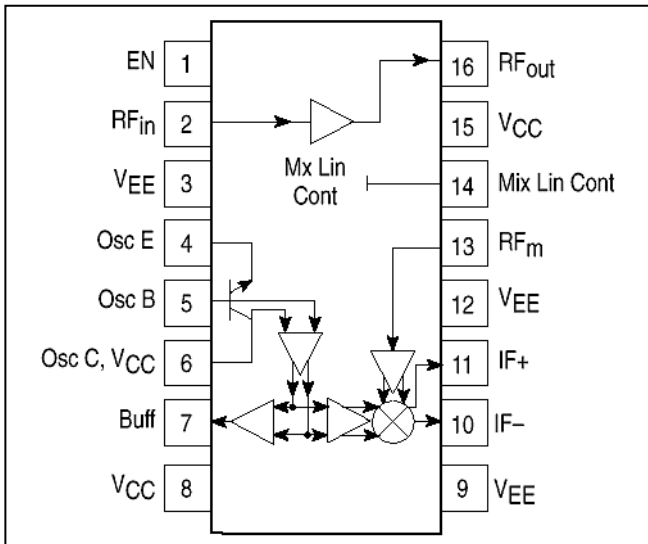 EN 1
RFin 2
VEE 3
Osc E 4
Osc B 5
Osc C, VCC 6
Buff 7
VCC 8
Mx Lin
Cont
16 RFout
15 VCC
14 Mix Lin Cont
13 RFm
12 VEE
11 IF+
10 IF–
9 VEE